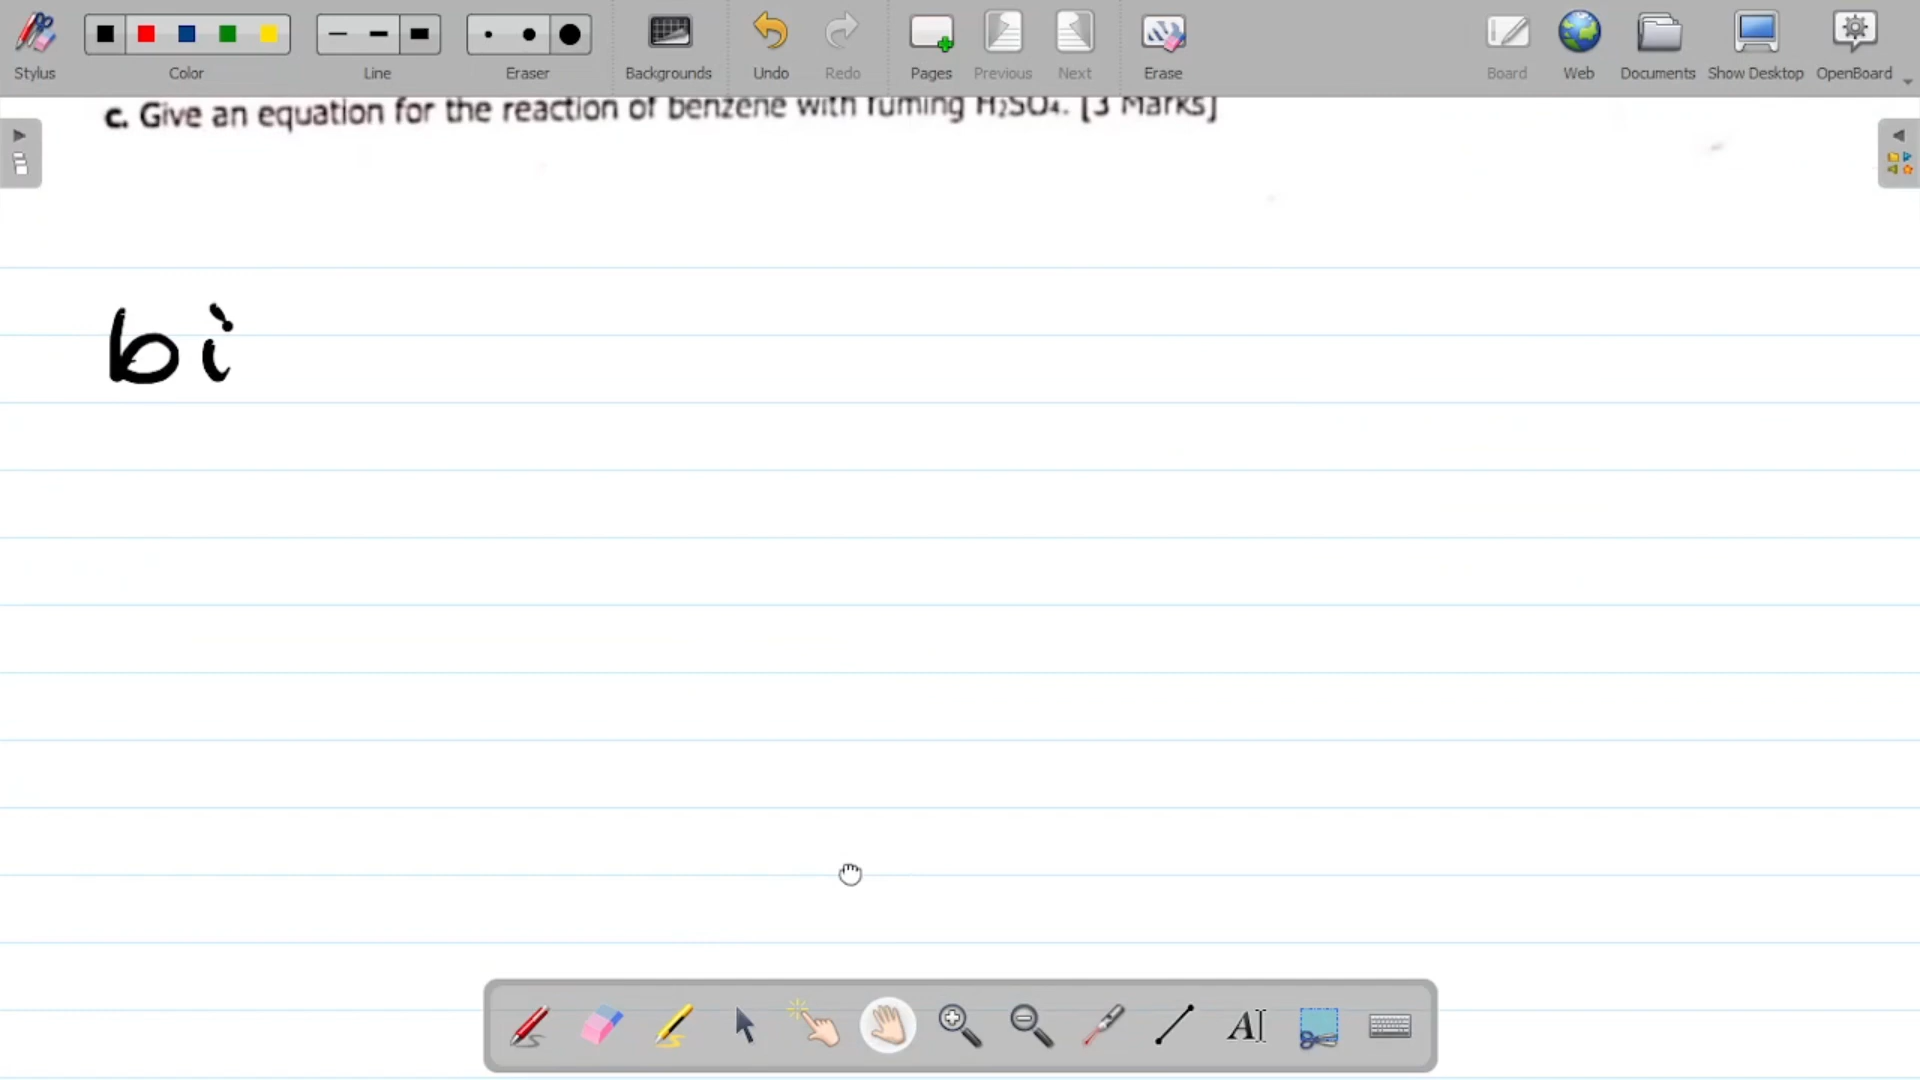 Stylus Color Line Eraser Backgrounds Undo Redo Pages Previous Next Erase Board Web Documents Show Desktop OpenBoard
c. Give an equation for the reaction of benzene with fuming H₂SO₄. [3 Marks]
bi